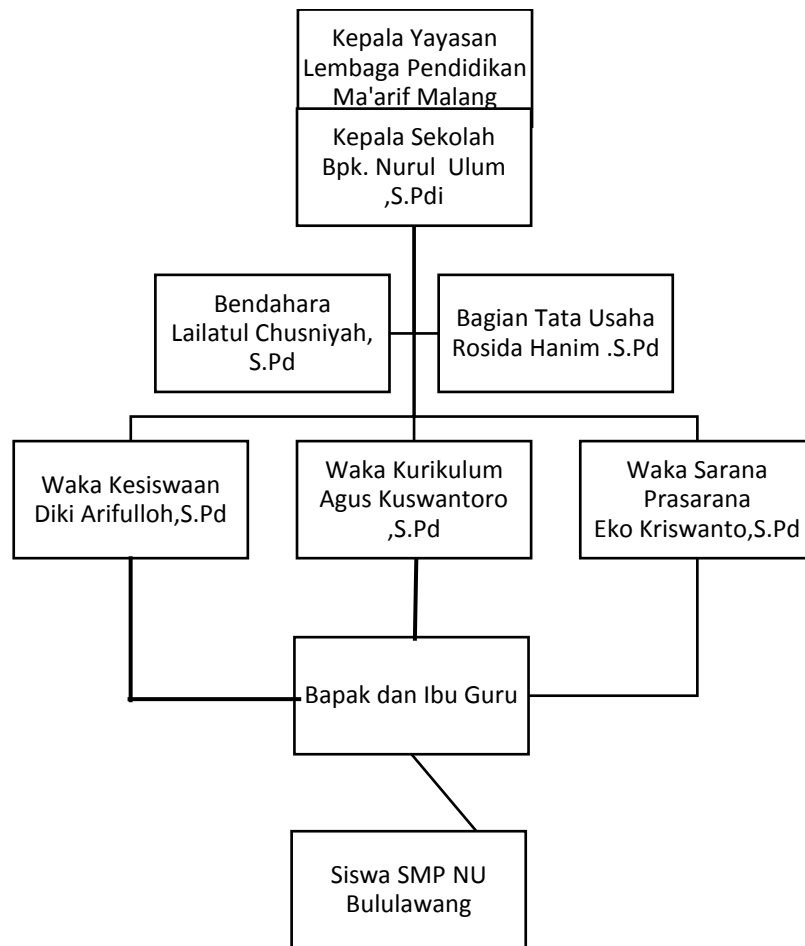 Kepala Yayasan
Lembaga Pendidikan
Ma'arif Malang
Kepala Sekolah
Bpk. Nurul  Ulum
,S.Pdi
Bendahara
Lailatul Chusniyah,
S.Pd
Bagian Tata Usaha
Rosida Hanim .S.Pd
Waka Kesiswaan
Diki Arifulloh,S.Pd
Waka Kurikulum
Agus Kuswantoro
,S.Pd
Waka Sarana
Prasarana
Eko Kriswanto,S.Pd
Bapak dan Ibu Guru
Siswa SMP NU
Bululawang